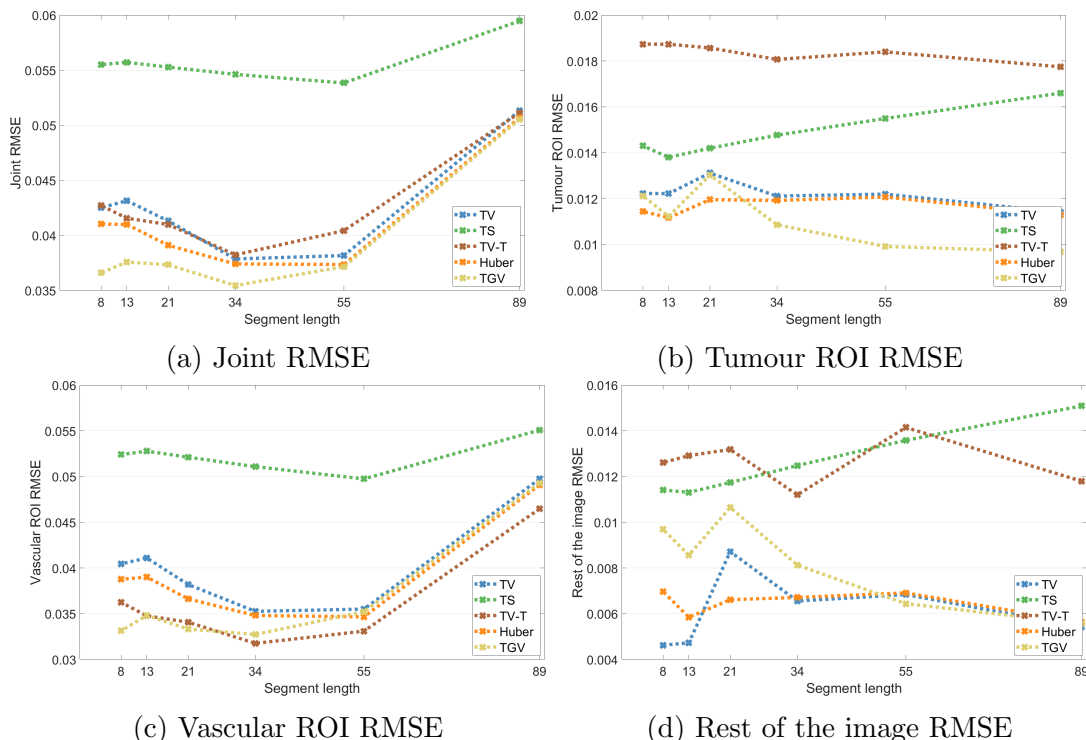 0.06
0.055
0.05
0.045
0.04
0.035
Joint RMSE
8 13 21 34 55 89
Segment length
TV
TS
TV-T
Huber
TGV
(a) Joint RMSE
0.02
0.018
0.016
0.014
0.012
0.01
0.008
Tumour ROI RMSE
8 13 21 34 55 89
Segment length
TV
TS
TV-T
Huber
TGV
(b) Tumour ROI RMSE
0.06
0.055
0.05
0.045
0.04
0.035
0.03
Vascular ROI RMSE
8 13 21 34 55 89
Segment length
TV
TS
TV-T
Huber
TGV
(c) Vascular ROI RMSE
0.016
0.014
0.012
0.01
0.008
0.006
0.004
Rest of the image RMSE
8 13 21 34 55 89
Segment length
TV
TS
TV-T
Huber
TGV
(d) Rest of the image RMSE